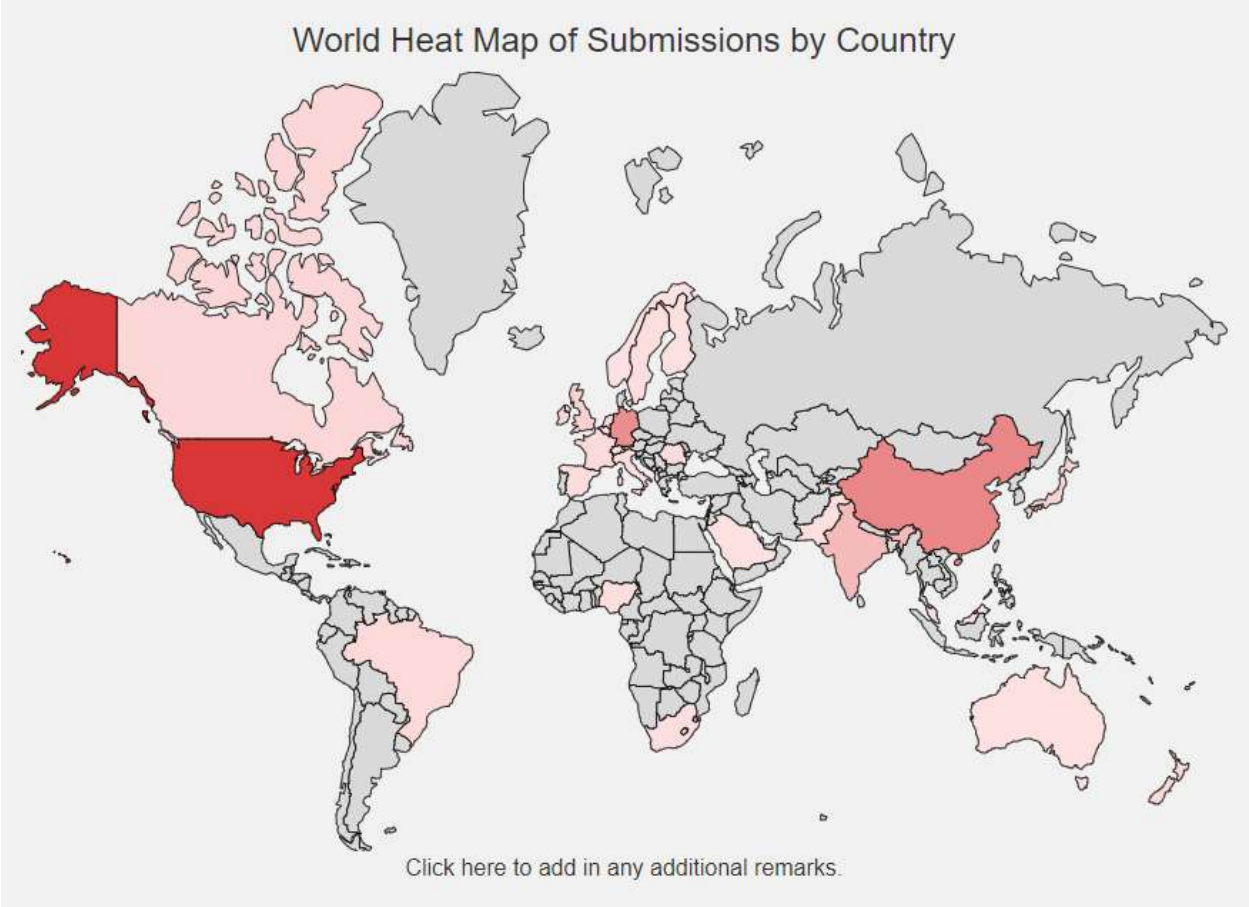 World Heat Map of Submissions by Country
Click here to add in any additional remarks.